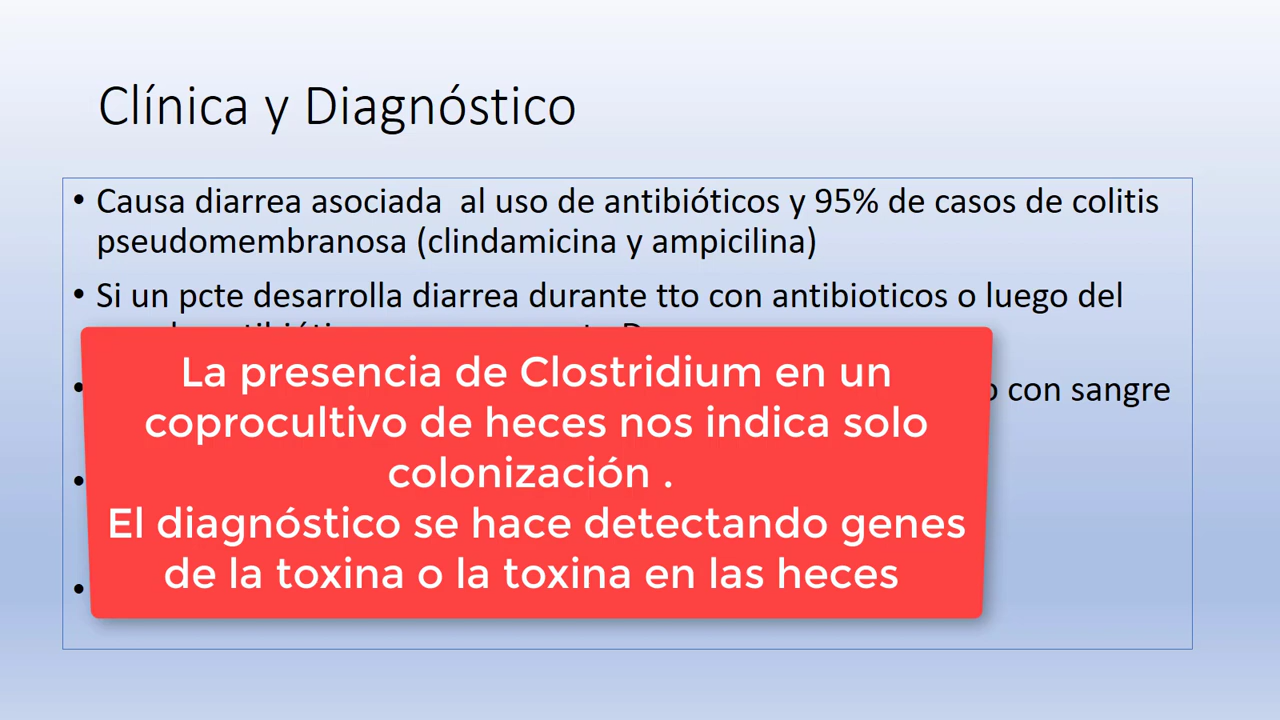 Clínica y Diagnóstico
• Causa diarrea asociada al uso de antibióticos y 95% de casos de colitis
pseudomembranosa (clindamicina y ampicilina)
• Si un pcte desarrolla diarrea durante tto con antibioticos o luego del
con sangre
La presencia de Clostridium en un
coprocultivo de heces nos indica solo
colonización .
El diagnóstico se hace detectando genes
de la toxina o la toxina en las heces